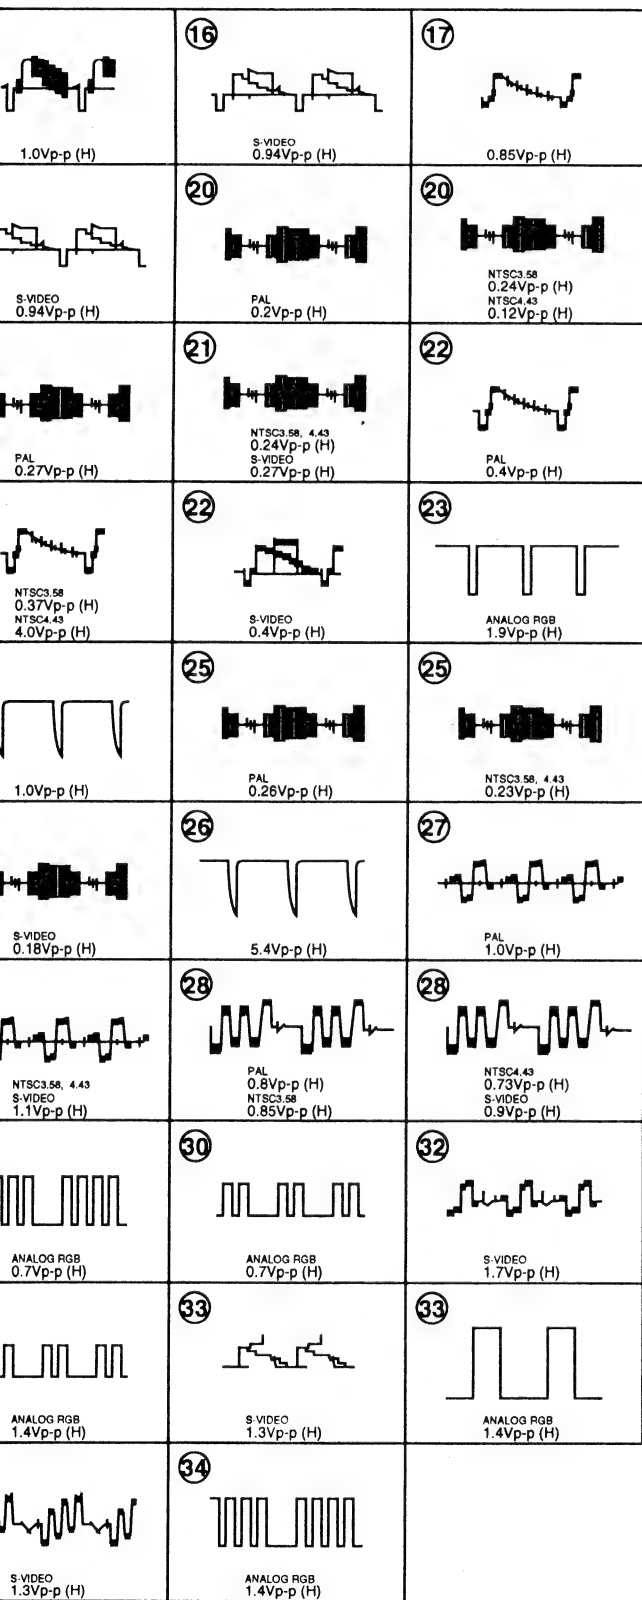 1.0Vp-p (H)
16
S-VIDEO
0.94Vp-p (H)
17
0.85Vp-p (H)
S-VIDEO
0.94Vp-p (H)
20
PAL
0.2Vp-p (H)
20
NTSC3.58
0.24Vp-p (H)
NTSC4.43
0.12Vp-p (H)
PAL
0.27Vp-p (H)
21
NTSC3.58, 4.43
0.24Vp-p (H)
S-VIDEO
0.27Vp-p (H)
22
PAL
0.4Vp-p (H)
NTSC3.58
0.37Vp-p (H)
NTSC4.43
4.0Vp-p (H)
22
S-VIDEO
0.4Vp-p (H)
23
ANALOG RGB
1.9Vp-p (H)
1.0Vp-p (H)
25
PAL
0.26Vp-p (H)
25
NTSC3.58, 4.43
0.23Vp-p (H)
S-VIDEO
0.18Vp-p (H)
26
5.4Vp-p (H)
27
PAL
1.0Vp-p (H)
NTSC3.58, 4.43
S-VIDEO
1.1Vp-p (H)
28
PAL
0.8Vp-p (H)
NTSC3.58
0.85Vp-p (H)
28
NTSC4.43
0.73Vp-p (H)
S-VIDEO
0.9Vp-p (H)
ANALOG RGB
0.7Vp-p (H)
30
ANALOG RGB
0.7Vp-p (H)
32
S-VIDEO
1.7Vp-p (H)
ANALOG RGB
1.4Vp-p (H)
33
S-VIDEO
1.3Vp-p (H)
33
ANALOG RGB
1.4Vp-p (H)
S-VIDEO
1.3Vp-p (H)
34
ANALOG RGB
1.4Vp-p (H)